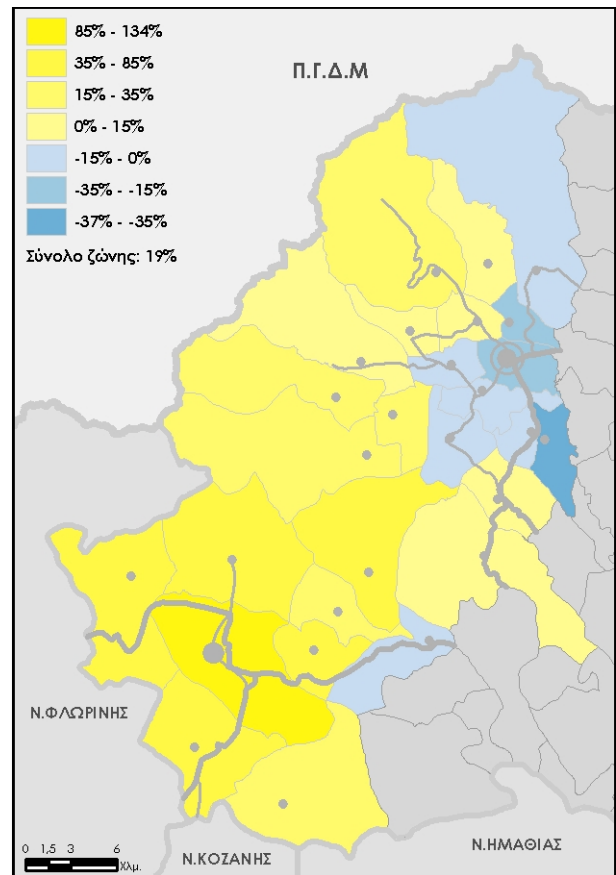 85% - 134%
35% - 85%
15% - 35%
0% - 15%
-15% - 0%
-35% - -15%
-37% - -35%
Σύνολο ζώνης: 19%
Π.Γ.Δ.Μ
Ν.ΦΛΩΡΙΝΗΣ
Ν.ΚΟΖΑΝΗΣ
Ν.ΗΜΑΘΙΑΣ
0 1,5 3 6
Χλμ.